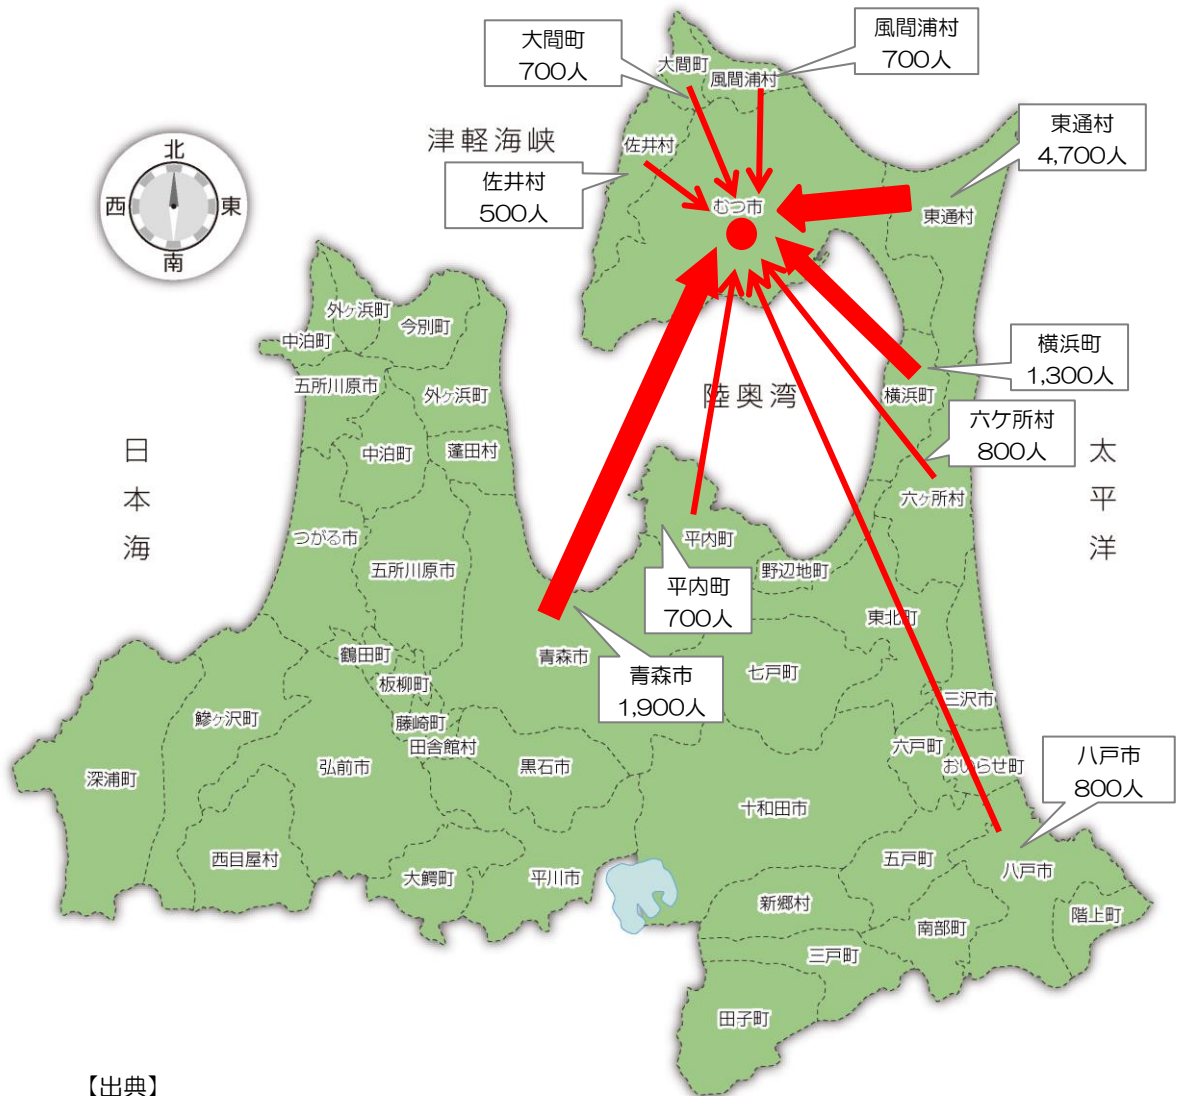 大間町
700人
風間浦村
700人
大間町
風間浦村
東通村
4,700人
津軽海峡
佐井村
佐井村
500人
北
西
東
南
むつ市
東通村
外ヶ浜町
今別町
中泊町
五所川原市
外ヶ浜町
横浜町
1,300人
横浜町
陸奥湾
六ケ所村
800人
日本海
太平洋
中泊町
蓬田村
六ヶ所村
つがる市
平内町
五所川原市
野辺地町
平内町
700人
東北町
青森市
青森市
1,900人
七戸町
鶴田町
板柳町
藤崎町
田舎館村
鰺ヶ沢町
三沢市
六戸町
おいらせ町
八戸市
800人
深浦町
弘前市
黒石市
十和田市
西目屋村
大鰐町
平川市
五戸町
八戸市
新郷村
南部町
階上町
三戸町
田子町
【出典】